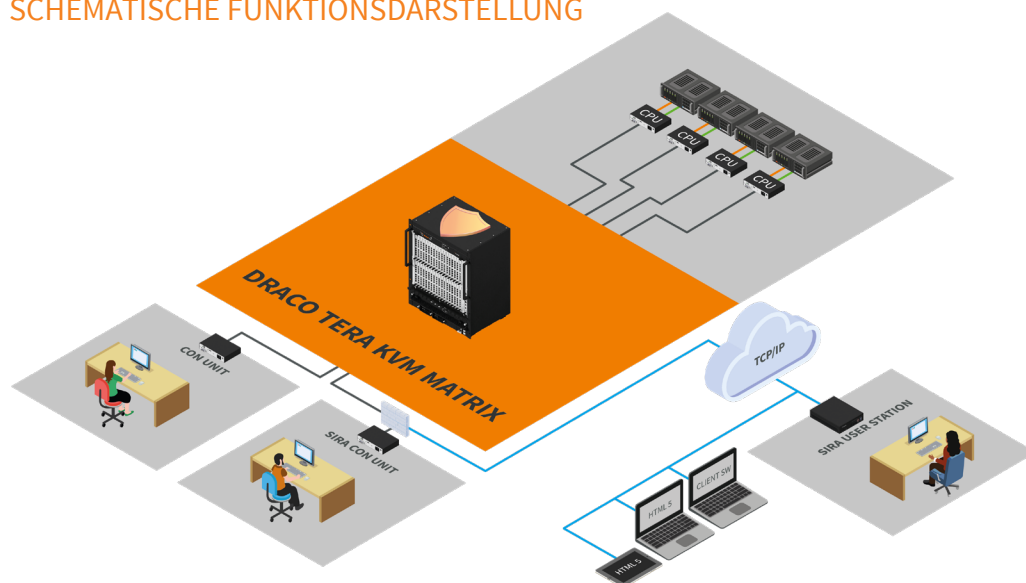 SCHEMATISCHE FUNKTIONSDARSTELLUNG
CPU
CPU
CPU
CPU
DRACO TERA KVM MATRIX
TCP/IP
CON UNIT
SIRA CON UNIT
SIRA USER STATION
CLIENT SW
HTML 5
HTML 5